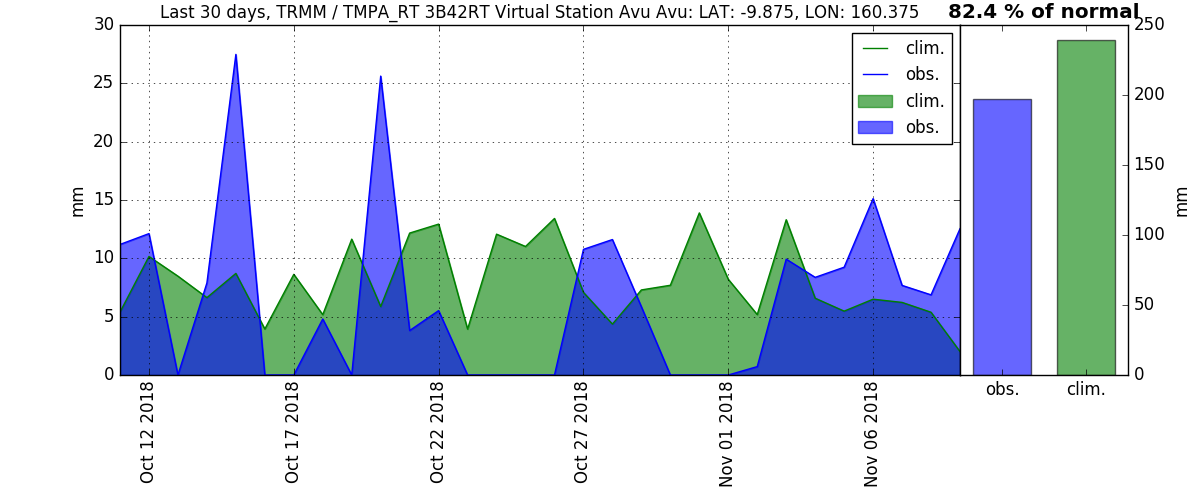 Last 30 days, TRMM / TMPA_RT 3B42RT Virtual Station Avu Avu: LAT: -9.875, LON: 160.375
82.4 % of normal
30
25
20
15
10
5
0
mm
clim.
obs.
clim.
obs.
Oct 12 2018
Oct 17 2018
Oct 22 2018
Oct 27 2018
Nov 01 2018
Nov 06 2018
250
200
150
100
50
0
mm
obs.
clim.